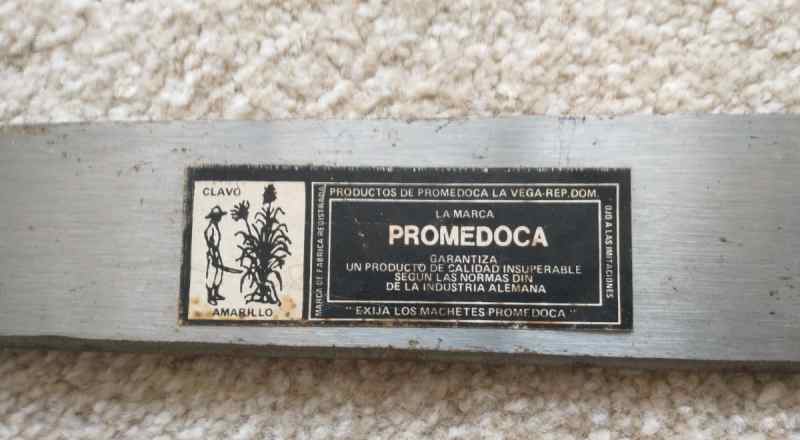 CLAVO
AMARILLO
MARCA DE FABRICA REGISTRADA
PRODUCTOS DE PROMEDOCA LA VEGA-REP.DOM.
LA MARCA
PROMEDOCA
GARANTIZA
UN PRODUCTO DE CALIDAD INSUPERABLE
SEGUN LAS NORMAS DIN
DE LA INDUSTRIA ALEMANA
" EXIJA LOS MACHETES PROMEDOCA "
OJO A LAS IMITACIONES